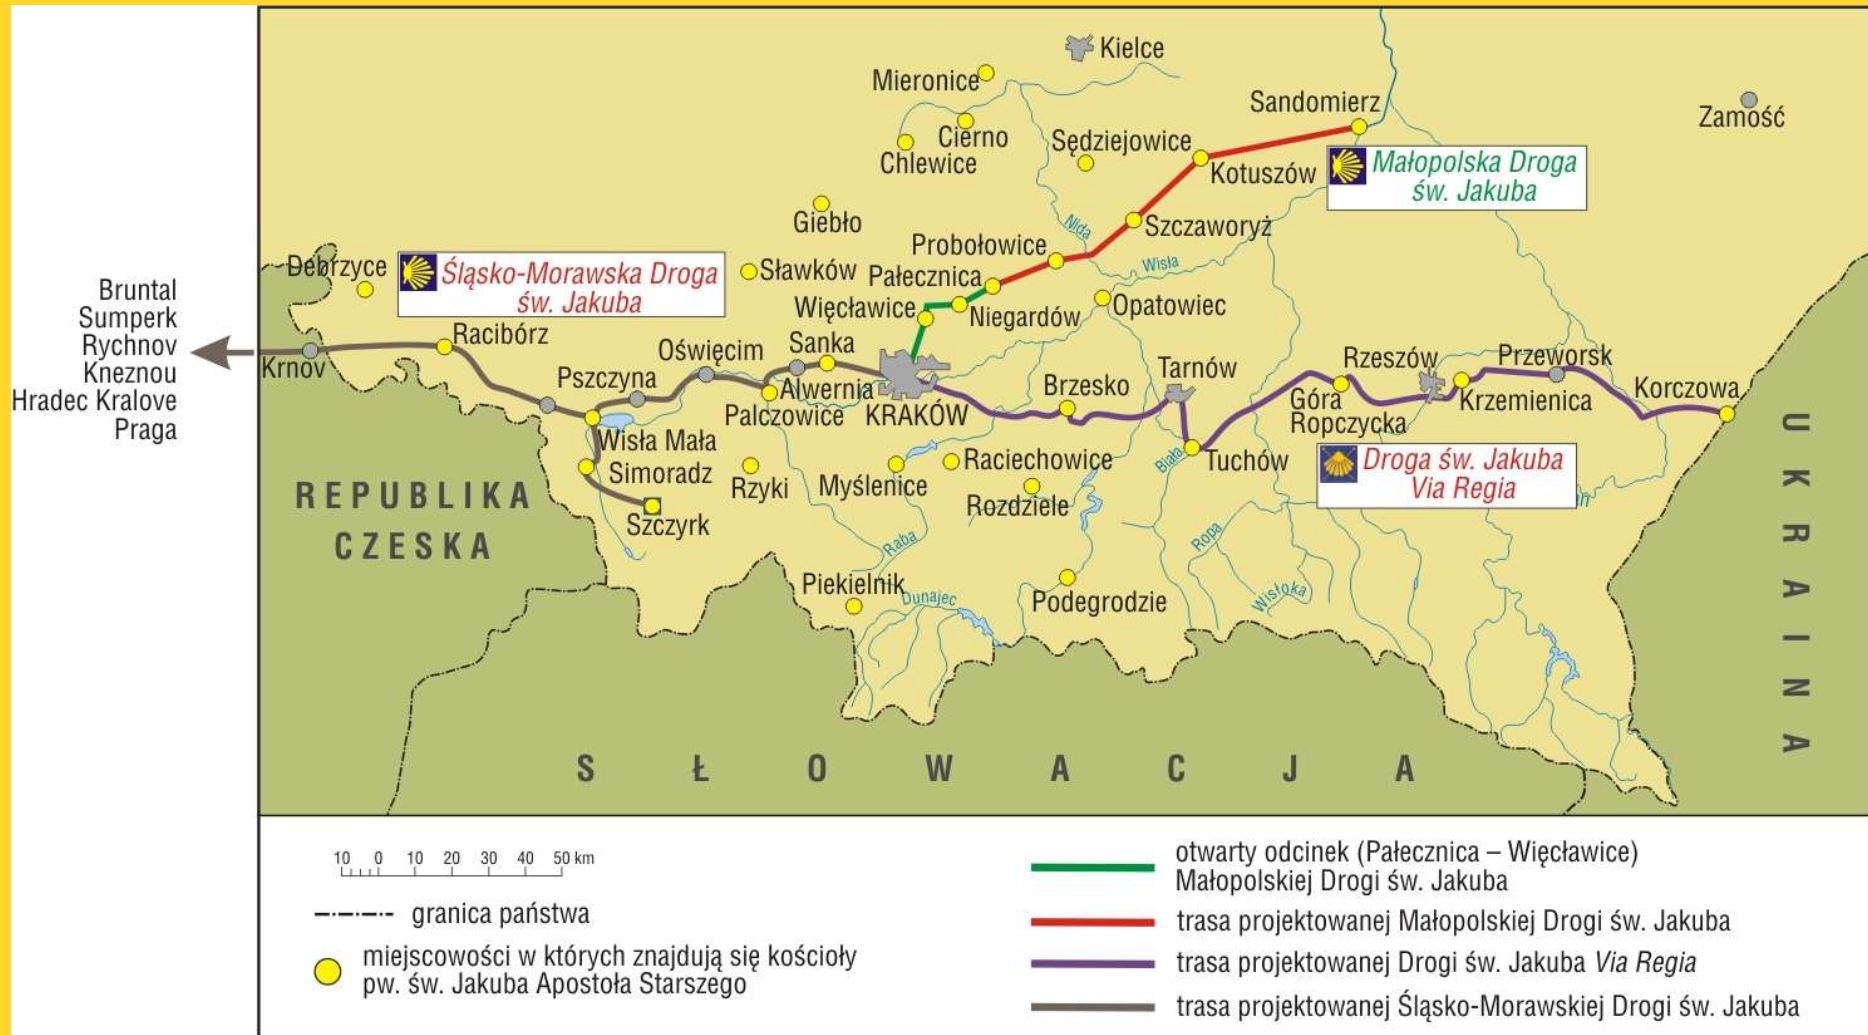 Kielce
Mieronice
Sandomierz
Zamość
Cierno
Sędziejowice
Chlewice
Kotuszów
Małopolska Droga
św. Jakuba
Giebło
Nida
Szczaworyż
Probołowice
Debrzyce
Śląsko-Morawska Droga
św. Jakuba
Sławków
Pałecznica
Wisła
Bruntal
Sumperk
Rychnov
Kneznou
Hradec Kralove
Praga
Więcławice
Niegardów
Opatowiec
Racibórz
Krnov
Oświęcim
Sanka
Pszczyna
Alwernia
Palczowice
KRAKÓW
Brzesko
Tarnów
Rzeszów
Przeworsk
Góra
Ropczycka
Krzemienica
Korczowa
Wisła Mała
Simoradz
Rzyki
Myślenice
Raciechowice
Rozdziele
Biała
Tuchów
Droga św. Jakuba
Via Regia
REPUBLIKA
CZESKA
Szczyrk
Raba
Ropa
Piekielnik
Dunajec
Podegrodzie
Wisłoka
UKRAINA
SŁOWACJA
10 0 10 20 30 40 50 km
granica państwa
miejscowości w których znajdują się kościoły
pw. św. Jakuba Apostoła Starszego
otwarty odcinek (Pałecznica – Więcławice)
Małopolskiej Drogi św. Jakuba
trasa projektowanej Małopolskiej Drogi św. Jakuba
trasa projektowanej Drogi św. Jakuba Via Regia
trasa projektowanej Śląsko-Morawskiej Drogi św. Jakuba